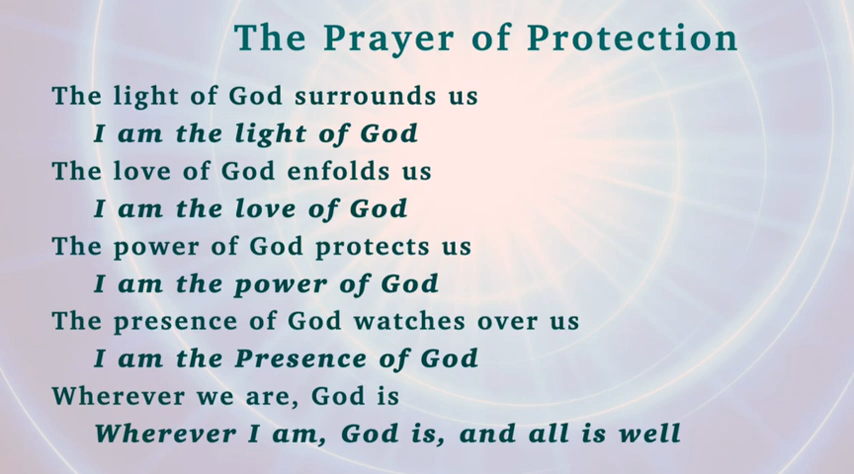 The Prayer of Protection
The light of God surrounds us
I am the light of God
The love of God enfolds us
I am the love of God
The power of God protects us
I am the power of God
The presence of God watches over us
I am the Presence of God
Wherever we are, God is
Wherever I am, God is, and all is well